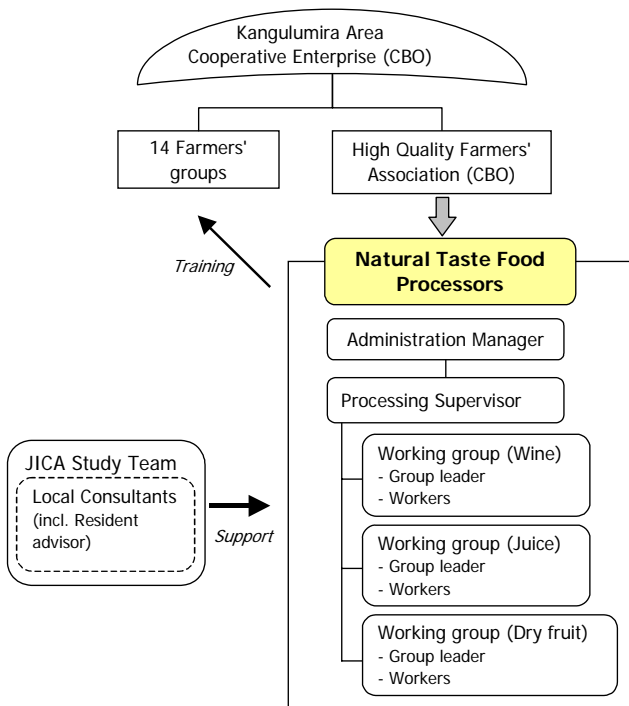 Kangulumira Area
Cooperative Enterprise (CBO)
14 Farmers'
groups
High Quality Farmers'
Association (CBO)
Training
Natural Taste Food
Processors
Administration Manager
Processing Supervisor
Working group (Wine)
- Group leader
- Workers
JICA Study Team
Local Consultants
(incl. Resident
advisor)
Support
Working group (Juice)
- Group leader
- Workers
Working group (Dry fruit)
- Group leader
- Workers